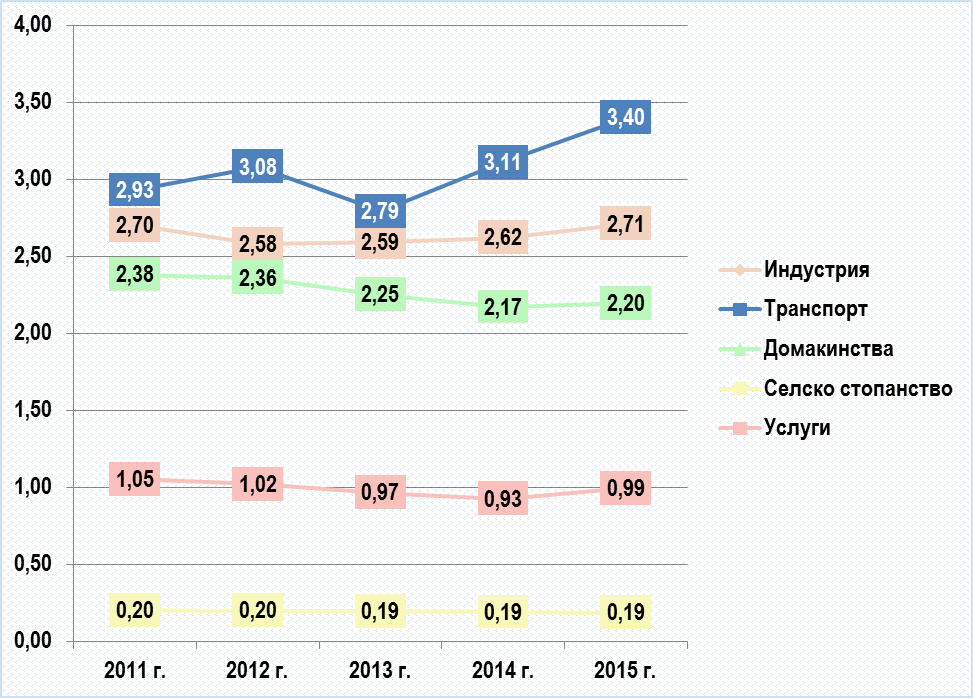 4,00
3,50
3,00
2,50
2,00
1,50
1,00
0,50
0,00
2,93 3,08 2,79 3,11 3,40
2,70 2,58 2,59 2,62 2,71
2,38 2,36 2,25 2,17 2,20
1,05 1,02 0,97 0,93 0,99
0,20 0,20 0,19 0,19 0,19
2011 г. 2012 г. 2013 г. 2014 г. 2015 г.
Индустрия
Транспорт
Домакинства
Селско стопанство
Услуги